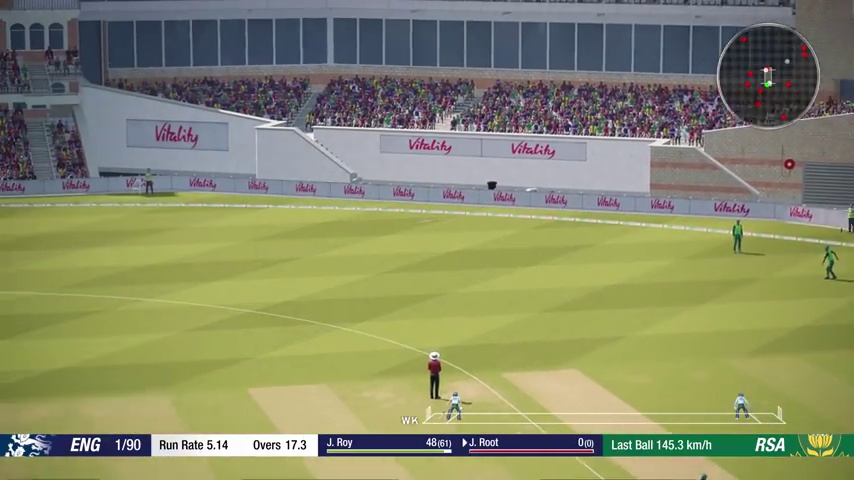 Vitality
Vitality Vitality
Vitality Vitality Vitality Vitality Vitality Vitality Vitality Vitality Vitality Vitality Vitality Vitality Vitality Vitality
WK
ENG 1/90 Run Rate 5.14 Overs 17.3 J. Roy 48 (61) J. Root 0 (0) Last Ball 145.3 km/h RSA